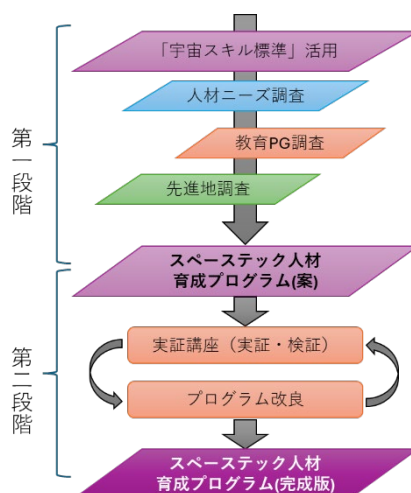 第一段階
「宇宙スキル標準」活用
人材ニーズ調査
教育PG調査
先進地調査
スペーステック人材
育成プログラム(案)
第二段階
実証講座（実証・検証）
プログラム改良
スペーステック人材
育成プログラム(完成版)